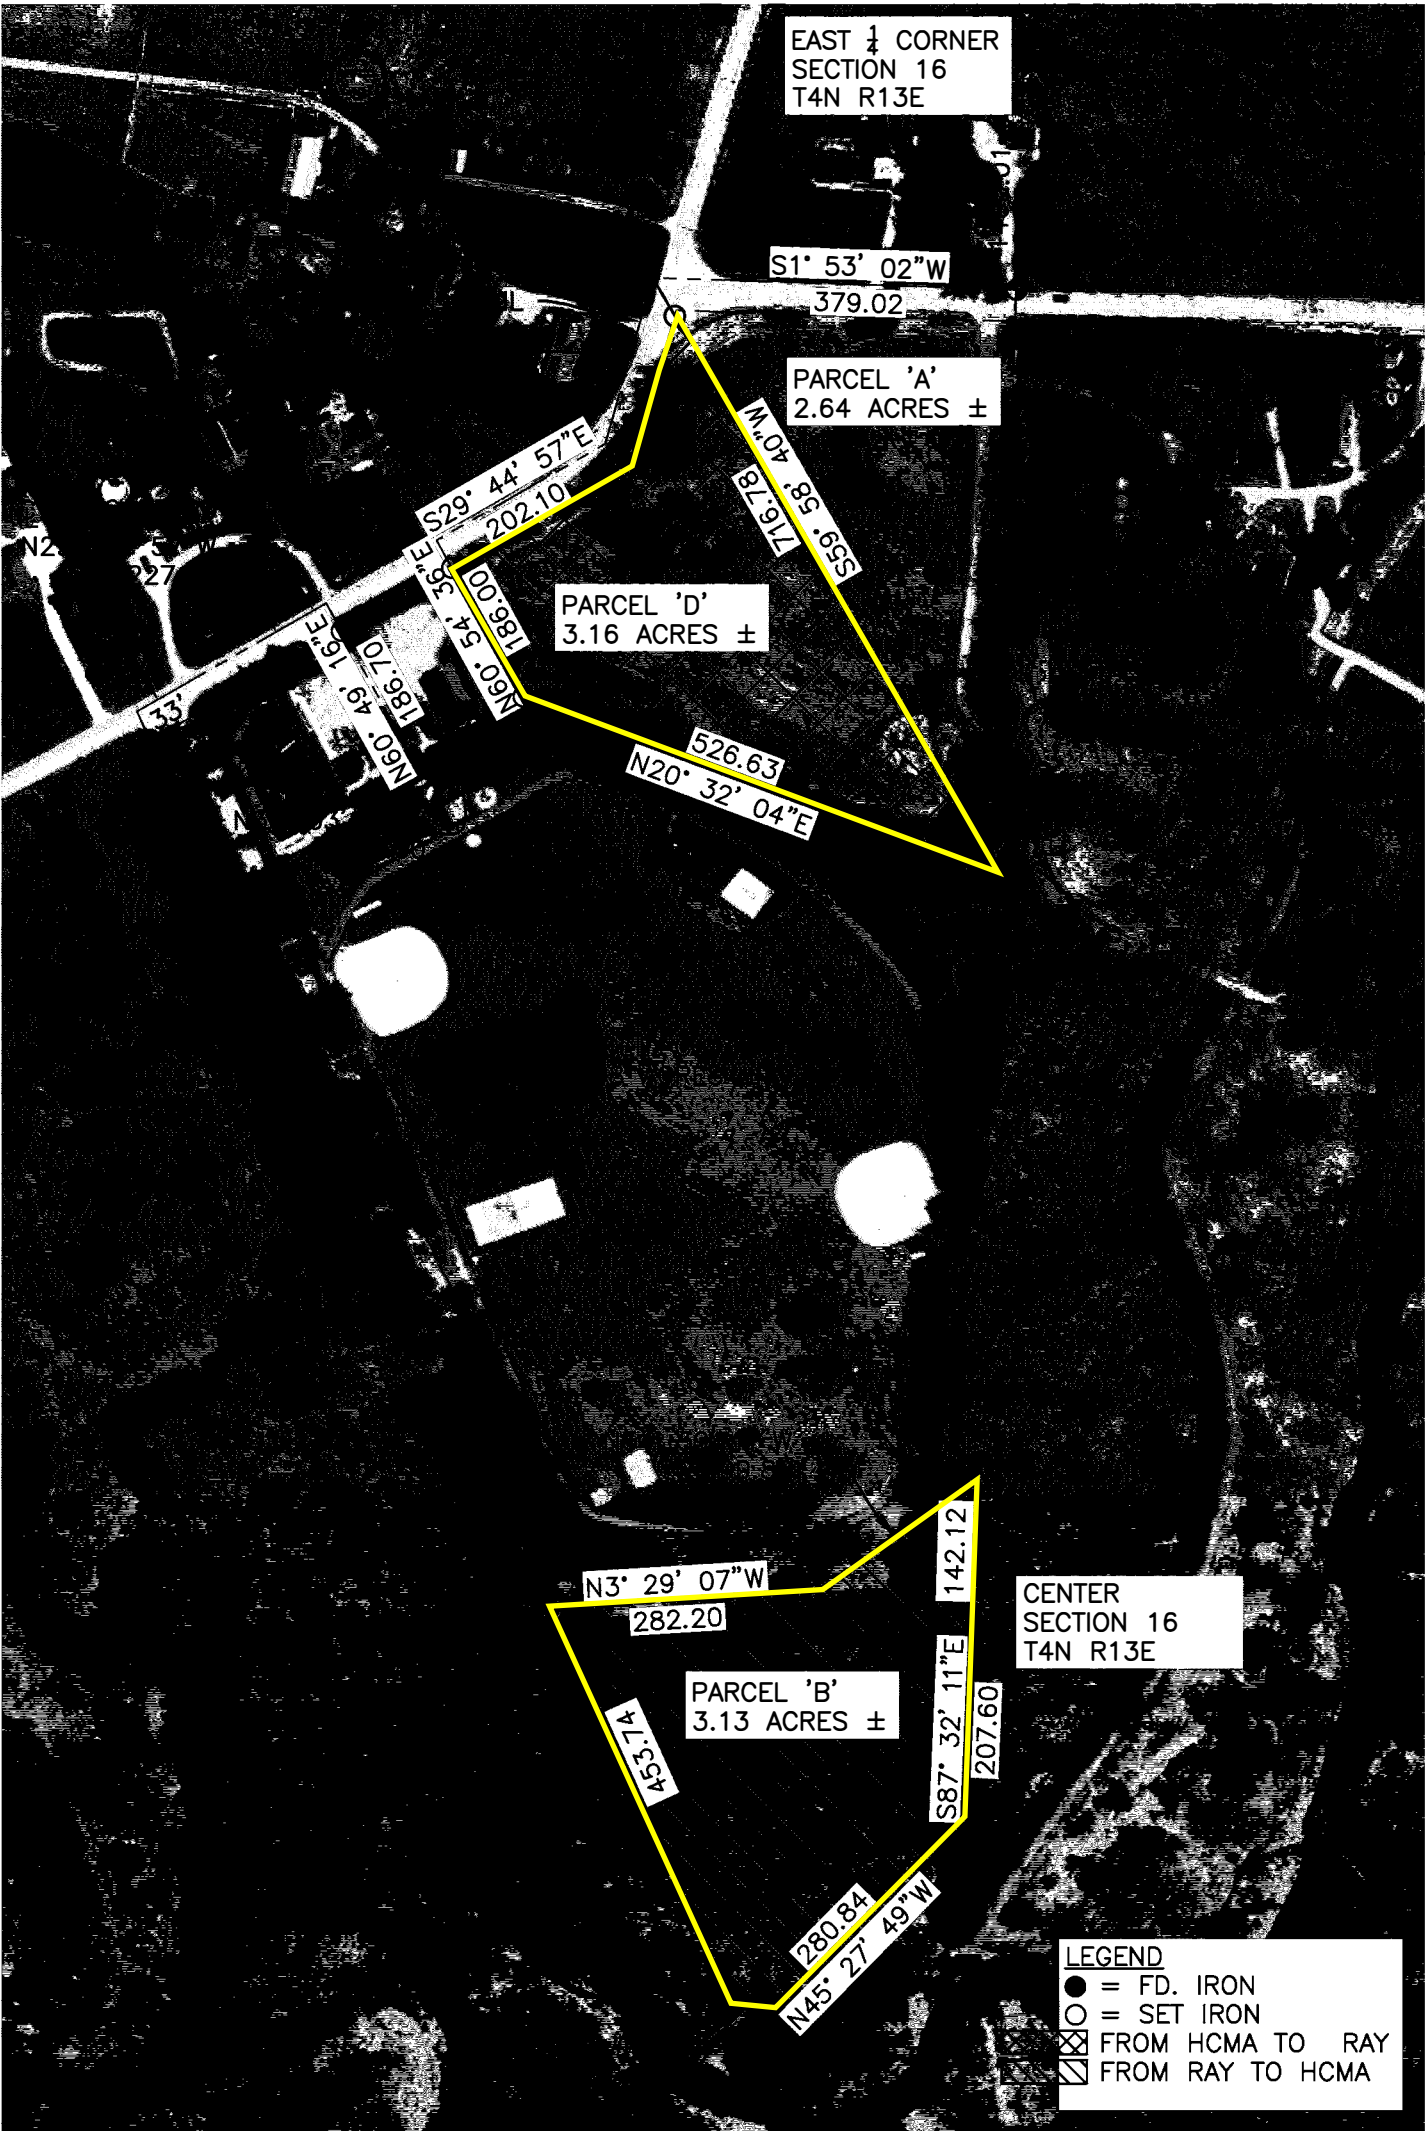 EAST 1/4 CORNER
SECTION 16
T4N R13E
S1° 53' 02"W
379.02
PARCEL 'A'
2.64 ACRES ±
S29° 44' 57"E
202.10
S59° 58' 40"W
716.78
N60° 54' 36"E
186.00
PARCEL 'D'
3.16 ACRES ±
N60° 49' 16"E
186.70
33'
526.63
N20° 32' 04"E
142.12
N3° 29' 07"W
282.20
CENTER
SECTION 16
T4N R13E
S87° 32' 11"E
207.60
PARCEL 'B'
3.13 ACRES ±
453.74
280.84
N45° 27' 49"W
LEGEND
● = FD. IRON
○ = SET IRON
FROM HCMA TO RAY
FROM RAY TO HCMA